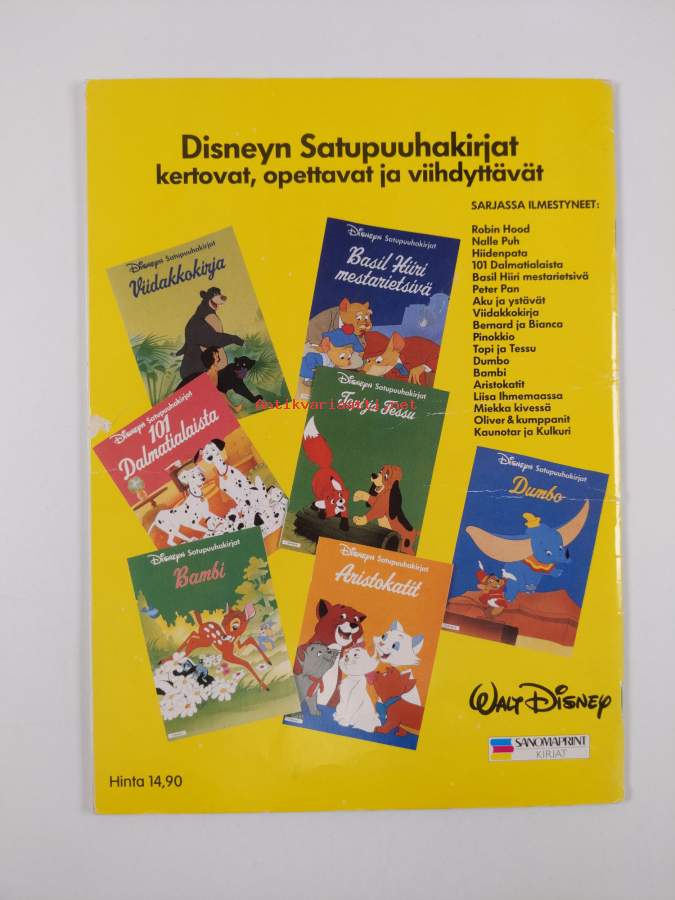 Disneyn Satupuuhakirjat
kertovat, opettavat ja viihdyttävät
SARJASSA ILMESTYNEET:
Robin Hood
Nalle Puh
Hiidenpata
101 Dalmatialaista
Basil Hiiri mestarietsivä
Peter Pan
Aku ja ystävät
Viidakkokirja
Bernard ja Bianca
Pinokkio
Topi ja Tessu
Dumbo
Bambi
Aristokatit
Liisa Ihmemaassa
Miekka kivessä
Oliver & kumppanit
Kaunotar ja Kulkuri
Disneyn Satupuuhakirjat
Viidakkokirja
Disneyn Satupuuhakirjat
Basil Hiiri
mestarietsivä
Disneyn Satupuuhakirjat
101
Dalmatialaista
Disneyn Satupuuhakirjat
ja Tessu
antikvariaatti.net
Disneyn Satupuuhakirjat
Dumbo
Disneyn Satupuuhakirjat
Bambi
Disneyn Satupuuhakirjat
Aristokatit
WALT DISNEY
SANOMAPRINT
KIRJAT
Hinta 14,90